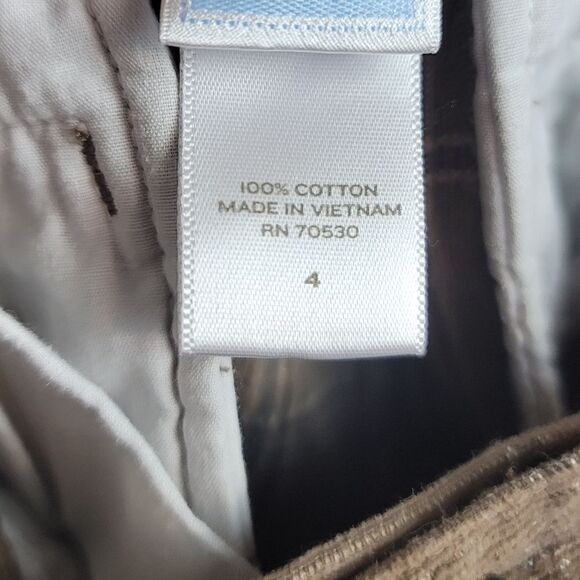 100% COTTON
MADE IN VIETNAM
RN 70530
4